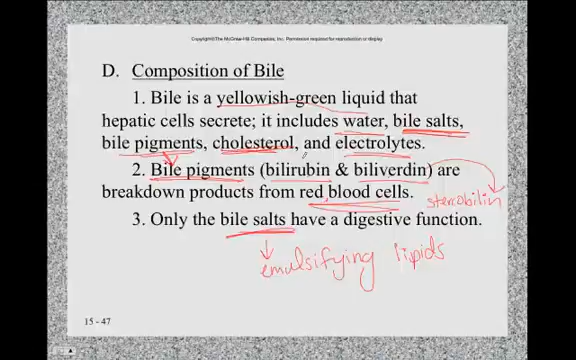 Copyright©The McGraw-Hill Companies, Inc. Permission required for reproduction or display
D. Composition of Bile
1. Bile is a yellowish-green liquid that
hepatic cells secrete; it includes water, bile salts,
bile pigments, cholesterol, and electrolytes.
2. Bile pigments (bilirubin & biliverdin) are
breakdown products from red blood cells.
stercobilin
3. Only the bile salts have a digestive function.
emulsifying lipids
15 - 47